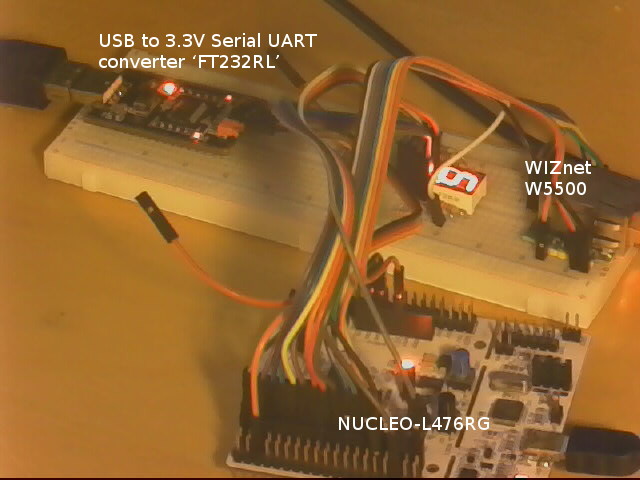 USB to 3.3V Serial UART
converter ‘FT232RL’
WIZnet
W5500
NUCLEO-L476RG